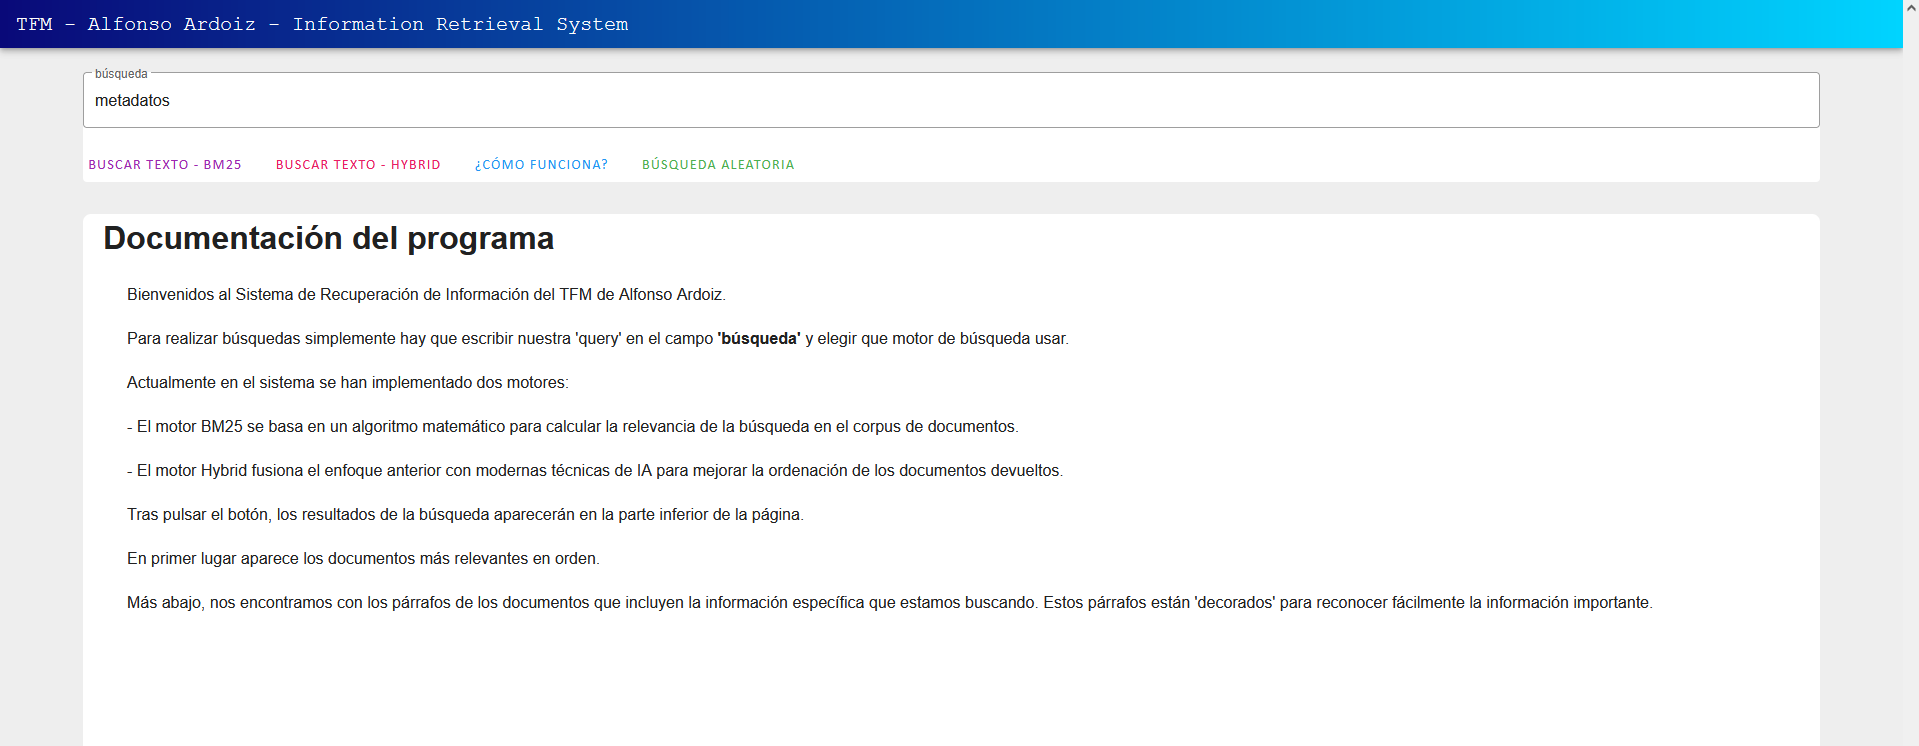 TFM - Alfonso Ardoiz - Information Retrieval System
búsqueda
metadatos
BUSCAR TEXTO - BM25
BUSCAR TEXTO - HYBRID
¿CÓMO FUNCIONA?
BÚSQUEDA ALEATORIA
Documentación del programa
Bienvenidos al Sistema de Recuperación de Información del TFM de Alfonso Ardoiz.
Para realizar búsquedas simplemente hay que escribir nuestra 'query' en el campo 'búsqueda' y elegir que motor de búsqueda usar.
Actualmente en el sistema se han implementado dos motores:
- El motor BM25 se basa en un algoritmo matemático para calcular la relevancia de la búsqueda en el corpus de documentos.
- El motor Hybrid fusiona el enfoque anterior con modernas técnicas de IA para mejorar la ordenación de los documentos devueltos.
Tras pulsar el botón, los resultados de la búsqueda aparecerán en la parte inferior de la página.
En primer lugar aparece los documentos más relevantes en orden.
Más abajo, nos encontramos con los párrafos de los documentos que incluyen la información específica que estamos buscando. Estos párrafos están 'decorados' para reconocer fácilmente la información importante.